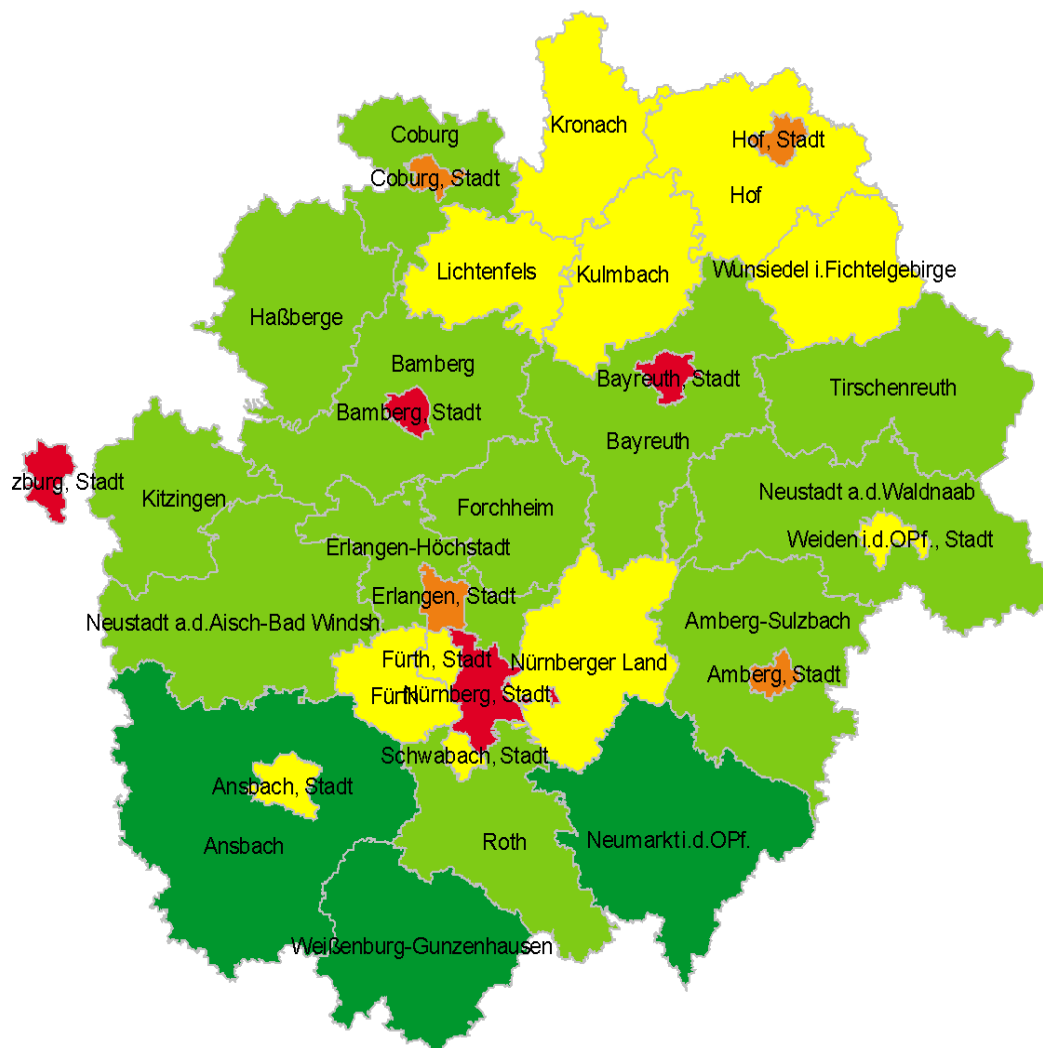 Kronach
Coburg
Hof, Stadt
Coburg, Stadt
Hof
Lichtenfels
Kulmbach
Wunsiedel i.Fichtelgebirge
Haßberge
Bamberg
Bayreuth, Stadt
Tirschenreuth
Bamberg, Stadt
Bayreuth
zburg, Stadt
Kitzingen
Forchheim
Neustadt a.d.Waldnaab
Weiden i.d.OPf., Stadt
Erlangen-Höchstadt
Erlangen, Stadt
Neustadt a.d.Aisch-Bad Windsh.
Amberg-Sulzbach
Fürth, Stadt
Nürnberger Land
Amberg, Stadt
Fürth
Nürnberg, Stadt
Schwabach, Stadt
Ansbach, Stadt
Ansbach
Roth
Neumarkt i.d.OPf.
Weißenburg-Gunzenhausen